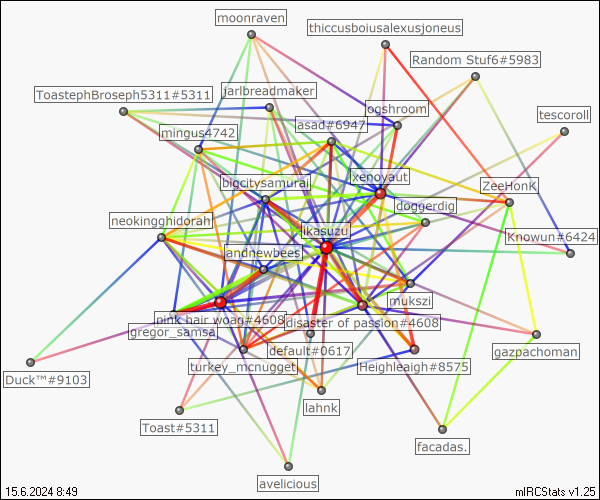 moonraven
thiccusboiusalexusjoneus
Random Stuf6#5983
ToastephBroseph5311#5311
jarlbreadmaker
ogshroom
tescoroll
mingus4742
asad#6947
xenoyaut
bigcitysamurai
ZeeHonK
neokingghidorah
doggerdig
likasuzu
Knowun#6424
landnewbees
mukszi
pink hair woag#4608
disaster of passion#4608
gregor_samsa
default#0617
gazpachoman
turkey_mcnugget
Heighleaigh#8575
Duck™#9103
lahnk
Toast#5311
facadas.
avelicious
15.6.2024 8:49
mIRCStats v1.25